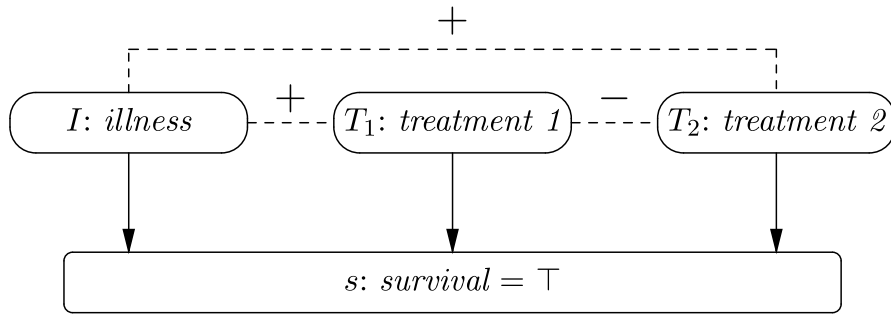 +
I: illness + T₁: treatment 1 − T₂: treatment 2
s: survival = ⊤